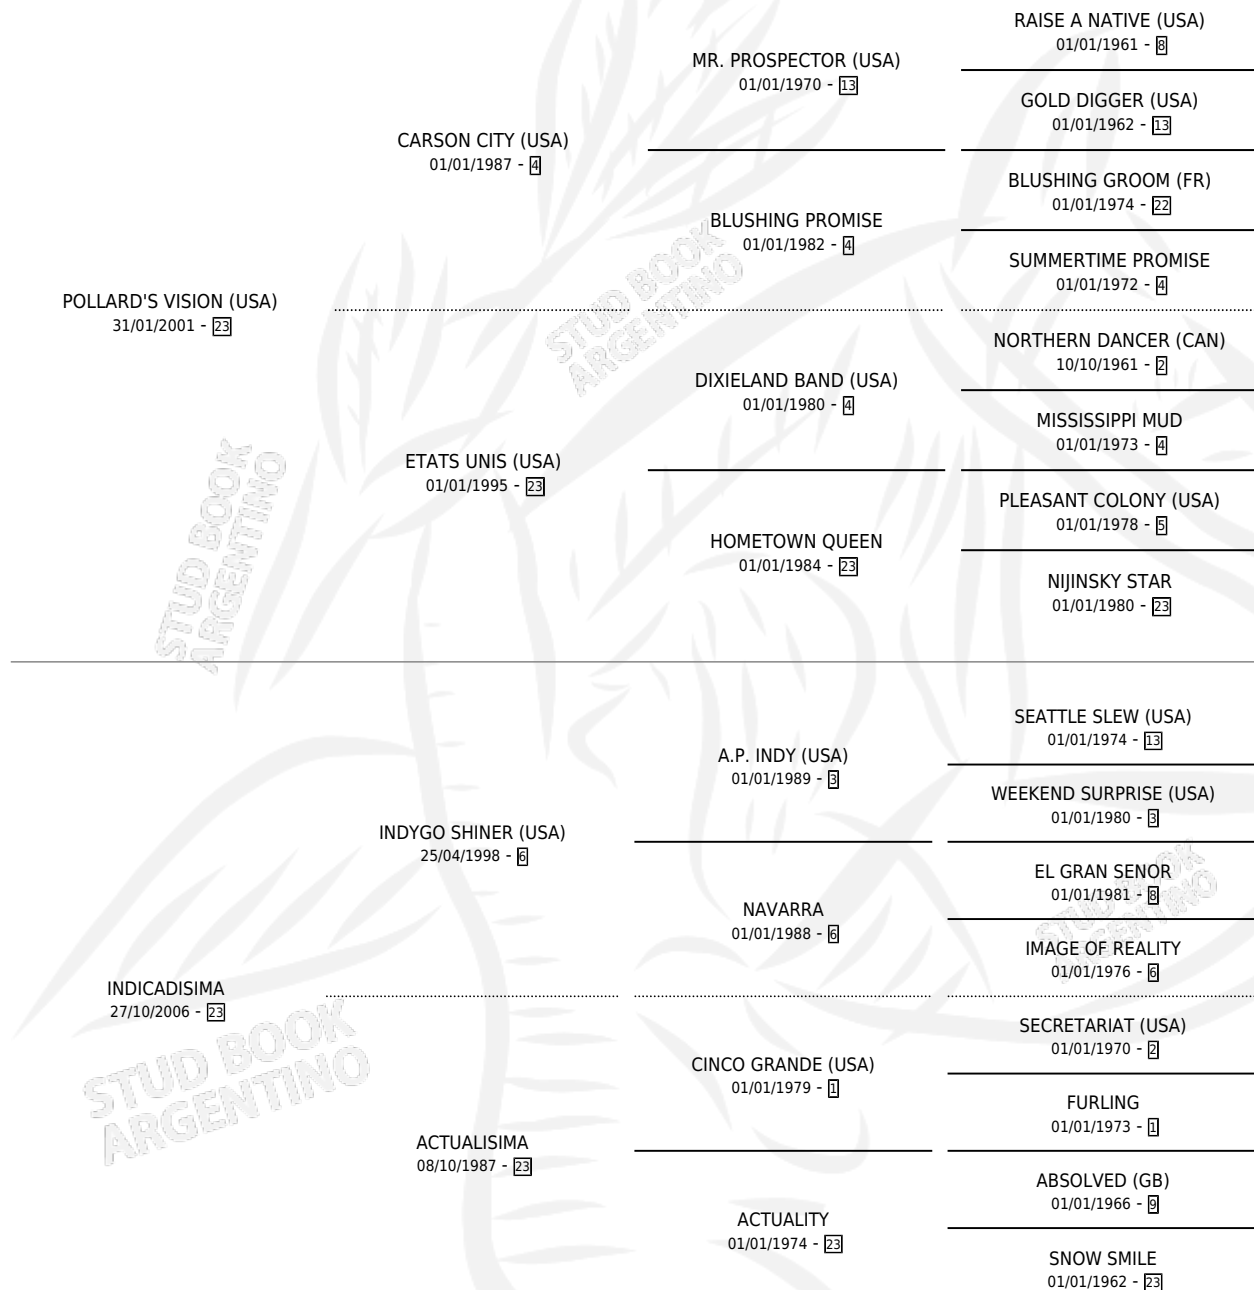 RAISE A NATIVE (USA)
01/01/1961 - 8
MR. PROSPECTOR (USA)
01/01/1970 - 13
GOLD DIGGER (USA)
01/01/1962 - 13
CARSON CITY (USA)
01/01/1987 - 4
BLUSHING GROOM (FR)
01/01/1974 - 22
BLUSHING PROMISE
01/01/1982 - 4
SUMMERTIME PROMISE
01/01/1972 - 4
POLLARD'S VISION (USA)
31/01/2001 - 23
NORTHERN DANCER (CAN)
10/10/1961 - 2
DIXIELAND BAND (USA)
01/01/1980 - 4
MISSISSIPPI MUD
01/01/1973 - 4
ETATS UNIS (USA)
01/01/1995 - 23
PLEASANT COLONY (USA)
01/01/1978 - 5
HOMETOWN QUEEN
01/01/1984 - 23
NIJINSKY STAR
01/01/1980 - 23
SEATTLE SLEW (USA)
01/01/1974 - 13
A.P. INDY (USA)
01/01/1989 - 3
WEEKEND SURPRISE (USA)
01/01/1980 - 3
INDYGO SHINER (USA)
25/04/1998 - 6
EL GRAN SENOR
01/01/1981 - 8
NAVARRA
01/01/1988 - 6
IMAGE OF REALITY
01/01/1976 - 6
INDICADISIMA
27/10/2006 - 23
SECRETARIAT (USA)
01/01/1970 - 2
CINCO GRANDE (USA)
01/01/1979 - 1
FURLING
01/01/1973 - 1
ACTUALISIMA
08/10/1987 - 23
ABSOLVED (GB)
01/01/1966 - 9
ACTUALITY
01/01/1974 - 23
SNOW SMILE
01/01/1962 - 23
STUD BOOK
ARGENTINO
STUD BOOK
ARGENTINO
STUD BOOK
ARGENTINO
STUD BOOK
ARGENTINO